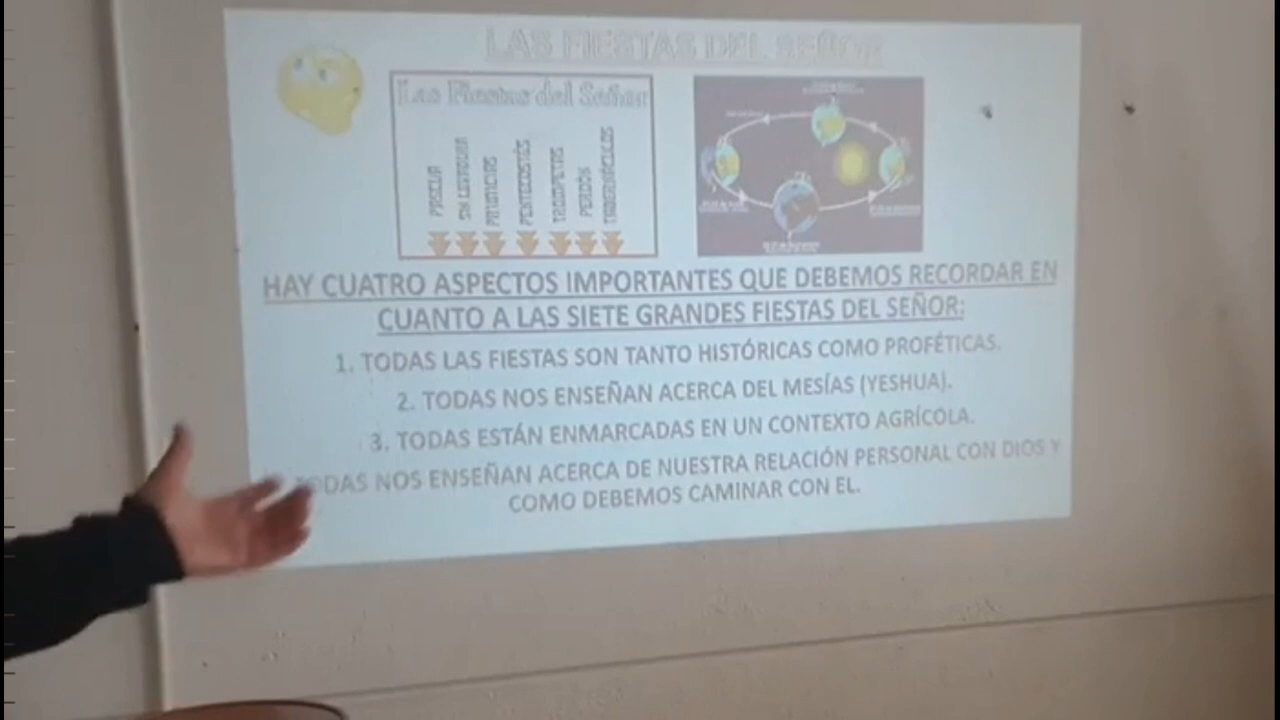 LAS FIESTAS DEL SEÑOR
Las Fiestas del Señor
PASCUA
SIN LEVADURA
PRIMICIAS
PENTECOSTÉS
TROMPETAS
PERDÓN
TABERNÁCULOS
HAY CUATRO ASPECTOS IMPORTANTES QUE DEBEMOS RECORDAR EN
CUANTO A LAS SIETE GRANDES FIESTAS DEL SEÑOR:
1. TODAS LAS FIESTAS SON TANTO HISTÓRICAS COMO PROFÉTICAS.
2. TODAS NOS ENSEÑAN ACERCA DEL MESÍAS (YESHUA).
3. TODAS ESTÁN ENMARCADAS EN UN CONTEXTO AGRÍCOLA.
TODAS NOS ENSEÑAN ACERCA DE NUESTRA RELACIÓN PERSONAL CON DIOS Y
COMO DEBEMOS CAMINAR CON EL.